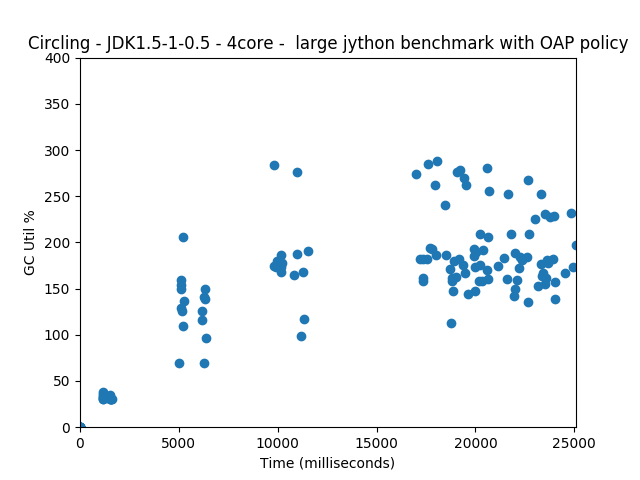 Circling - JDK1.5-1-0.5 - 4core -  large jython benchmark with OAP policy
GC Util %
400
350
300
250
200
150
100
50
0
0 5000 10000 15000 20000 25000
Time (milliseconds)